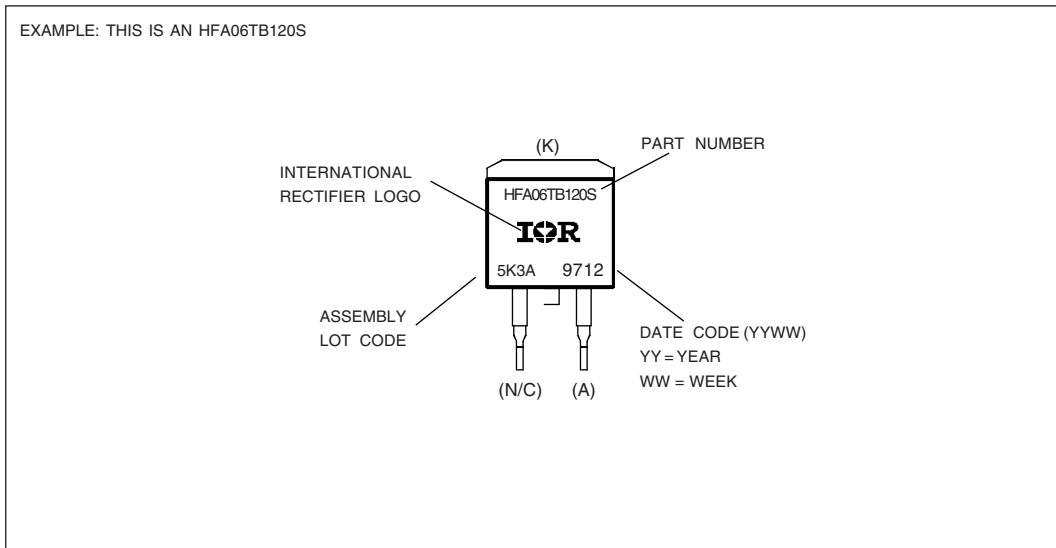 EXAMPLE: THIS IS AN HFA06TB120S
(K)
PART NUMBER
INTERNATIONAL
RECTIFIER LOGO
HFA06TB120S
IOR
5K3A 9712
ASSEMBLY
LOT CODE
DATE CODE (YYWW)
YY = YEAR
WW = WEEK
(N/C) (A)